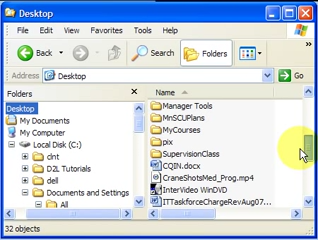 Desktop
File Edit View Favorites Tools Help
Back Search Folders
Address Desktop Go
Folders
Name
Desktop
My Documents
My Computer
Local Disk (C:)
clnt
D2L Tutorials
dell
Documents and Settings
All
Manager Tools
MnSCUPlans
MyCourses
pix
SupervisionClass
CQIN.docx
CraneShotsMed_Prog.mp4
InterVideo WinDVD
ITTaskforceChargeRevAug07...
32 objects